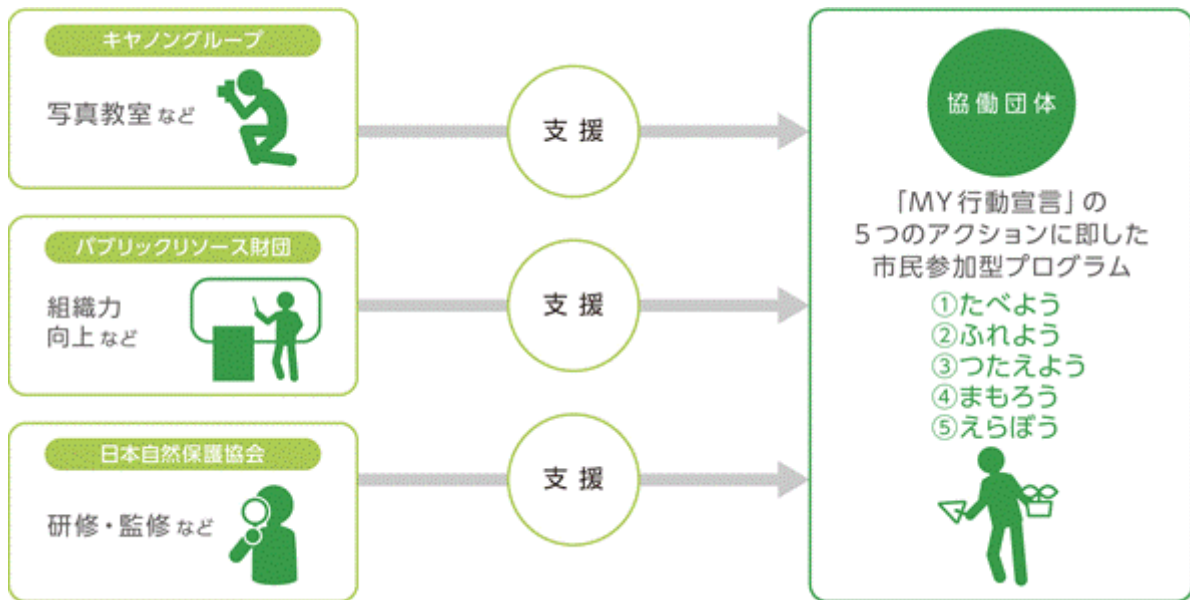 キヤノングループ
写真教室など
支援
パブリックリソース財団
組織力
向上など
支援
日本自然保護協会
研修・監修など
支援
協働団体
「MY行動宣言」の
5つのアクションに即した
市民参加型プログラム
①たべよう
②ふれよう
③つたえよう
④まもろう
⑤えらぼう